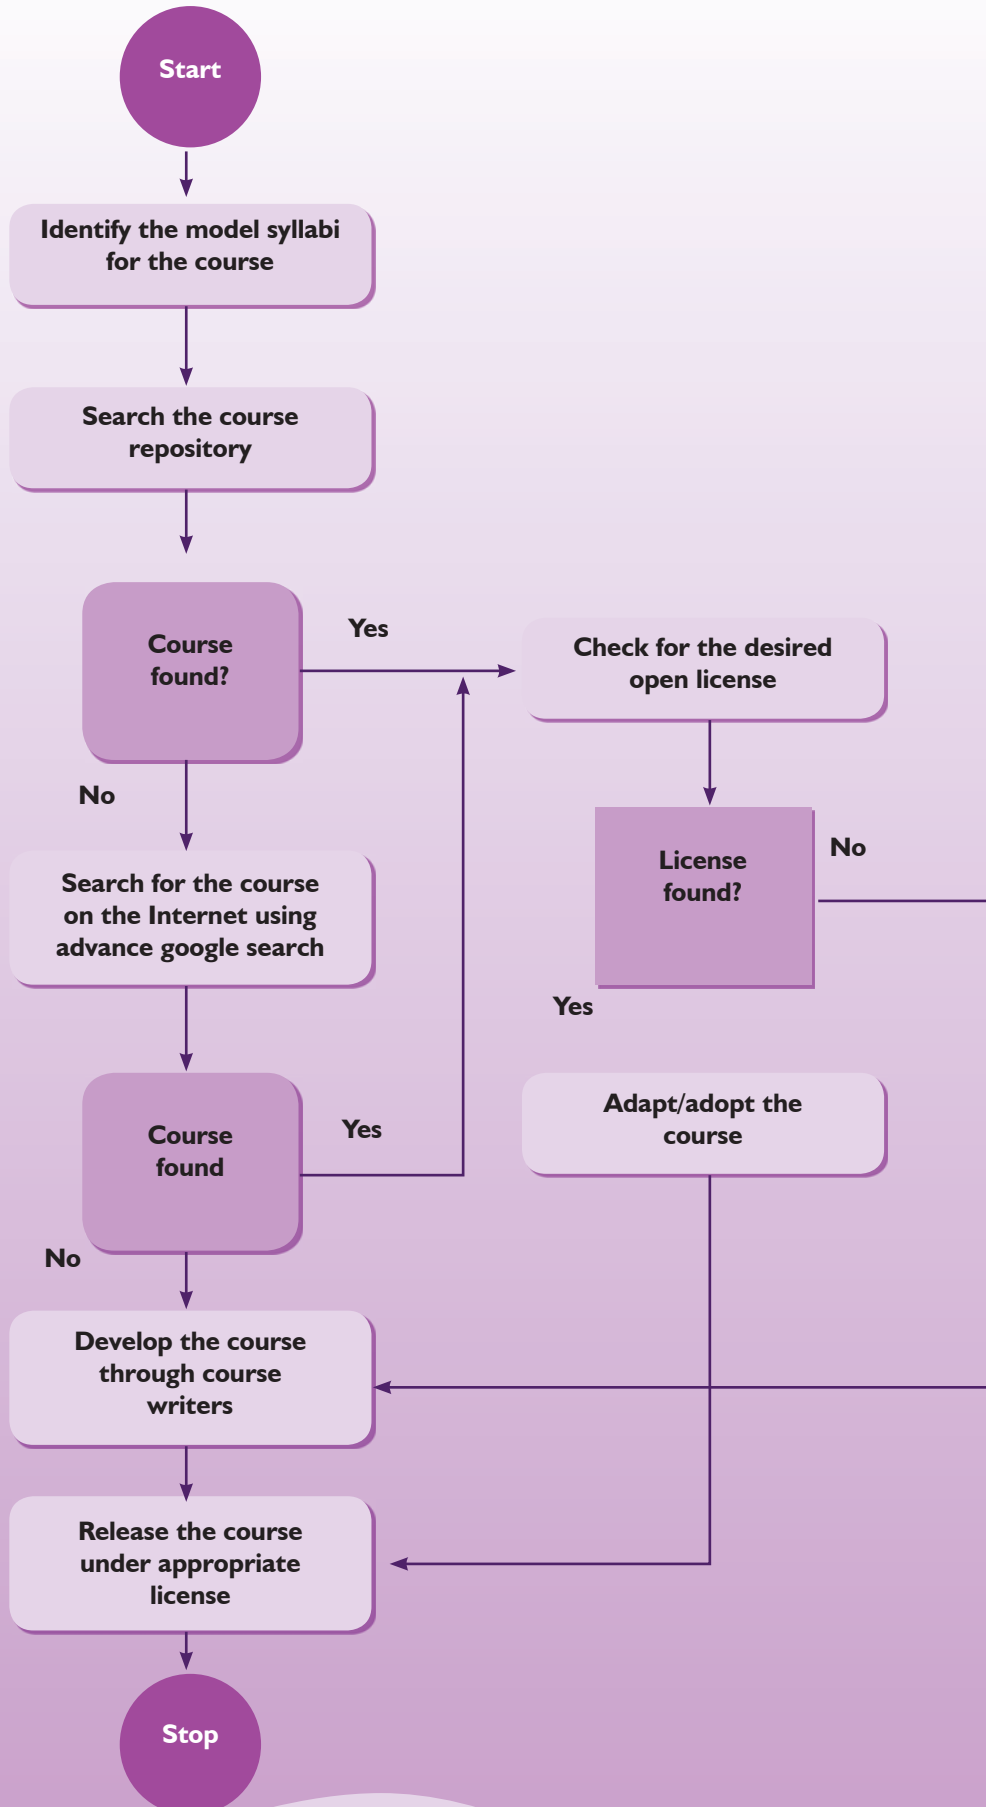 Start
Identify the model syllabi
for the course
Search the course
repository
Course
found?
Yes
Check for the desired
open license
No
License
found?
No
Search for the course
on the Internet using
advance google search
Yes
Course
found
Yes
Adapt/adopt the
course
No
Develop the course
through course
writers
Release the course
under appropriate
license
Stop